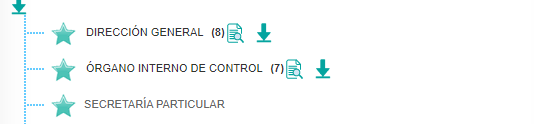 DIRECCIÓN GENERAL (8)
ÓRGANO INTERNO DE CONTROL (7)
SECRETARÍA PARTICULAR